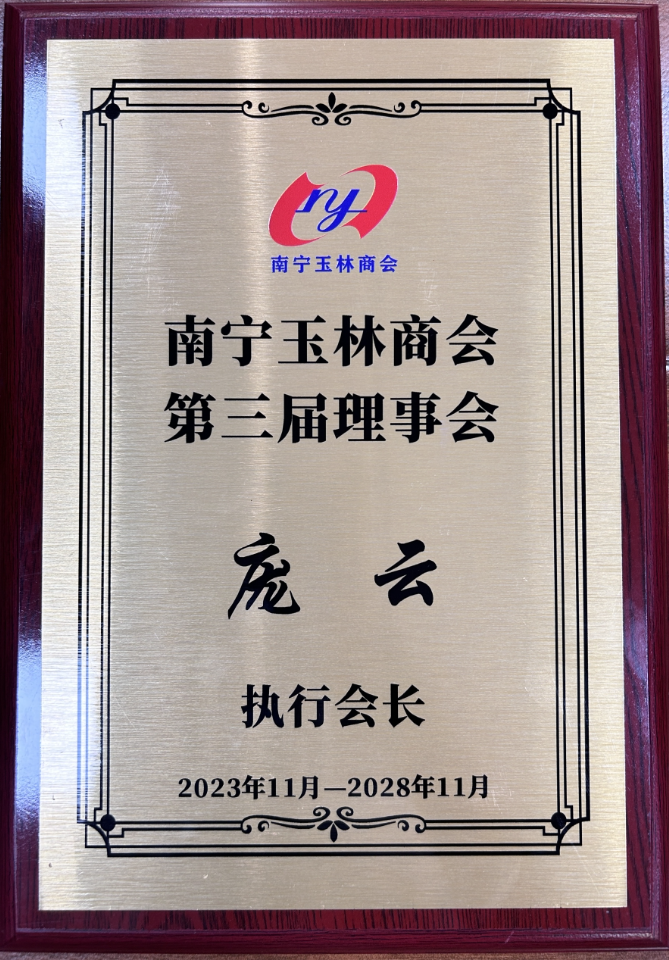 ny
南宁玉林商会
南宁玉林商会
第三届理事会
庞 云
执行会长
2023年11月—2028年11月